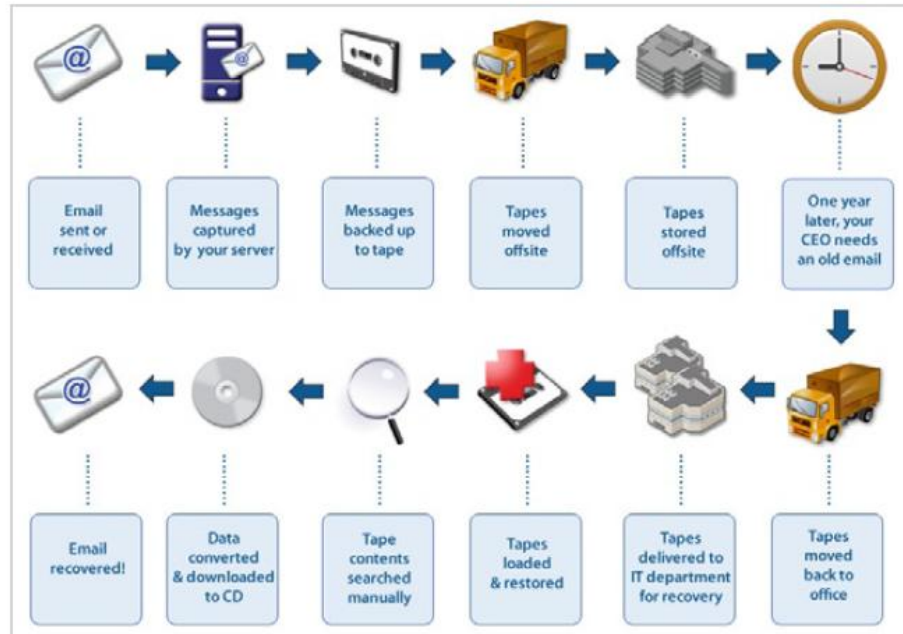 @
Email
sent or
received
Messages
captured
by your server
Messages
backed up
to tape
Tapes
moved
offsite
Tapes
stored
offsite
One year
later, your
CEO needs
an old email
@
Email
recovered!
Data
converted
& downloaded
to CD
Tape
contents
searched
manually
Tapes
loaded
& restored
Tapes
delivered to
IT department
for recovery
Tapes
moved
back to
office